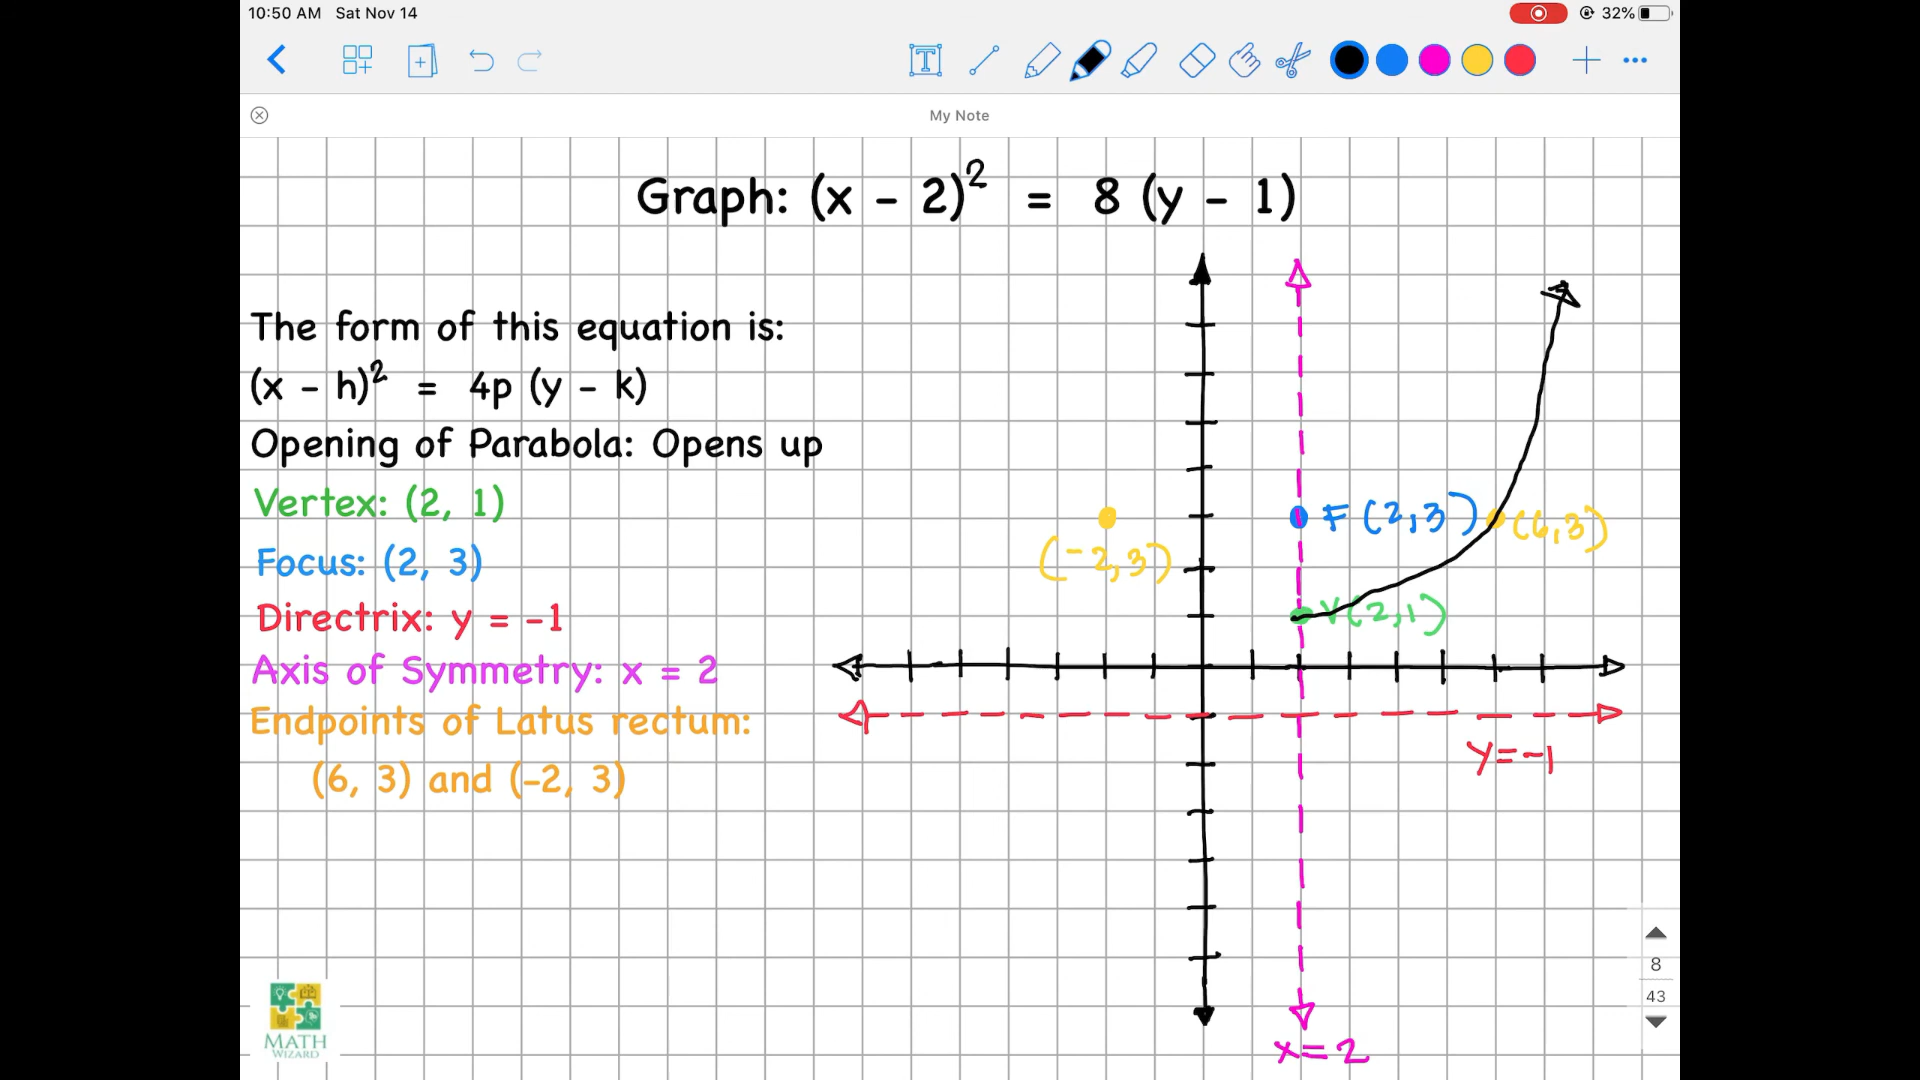 10:50 AM Sat Nov 14
32%
My Note
Graph: (x - 2)² = 8 (y - 1)
The form of this equation is:
(x - h)² = 4p (y - k)
Opening of Parabola: Opens up
Vertex: (2, 1)
Focus: (2, 3)
Directrix: y = -1
Axis of Symmetry: x = 2
Endpoints of Latus rectum:
(6, 3) and (-2, 3)
F (2,3)
(6,3)
(-2,3)
V(2,1)
y=-1
x=2
8
43
MATH
WIZARD